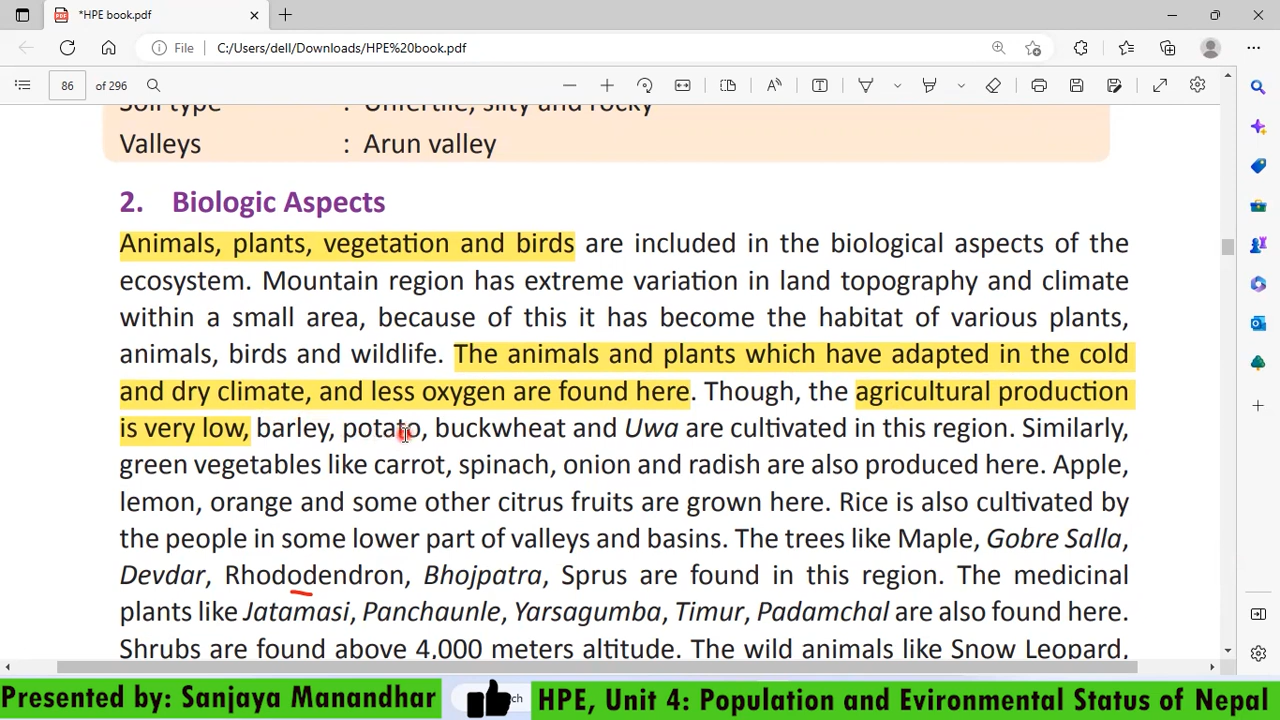 *HPE book.pdf
File
C:/Users/dell/Downloads/HPE%20book.pdf
86 of 296
Soil type : Unfertile, silty and rocky
Valleys : Arun valley
2. Biologic Aspects
Animals, plants, vegetation and birds are included in the biological aspects of the
ecosystem. Mountain region has extreme variation in land topography and climate
within a small area, because of this it has become the habitat of various plants,
animals, birds and wildlife. The animals and plants which have adapted in the cold
and dry climate, and less oxygen are found here. Though, the agricultural production
is very low, barley, potato, buckwheat and Uwa are cultivated in this region. Similarly,
green vegetables like carrot, spinach, onion and radish are also produced here. Apple,
lemon, orange and some other citrus fruits are grown here. Rice is also cultivated by
the people in some lower part of valleys and basins. The trees like Maple, Gobre Salla,
Devdar, Rhododendron, Bhojpatra, Sprus are found in this region. The medicinal
plants like Jatamasi, Panchaunle, Yarsagumba, Timur, Padamchal are also found here.
Shrubs are found above 4,000 meters altitude. The wild animals like Snow Leopard,
Presented by: Sanjaya Manandhar
HPE, Unit 4: Population and Evironmental Status of Nepal